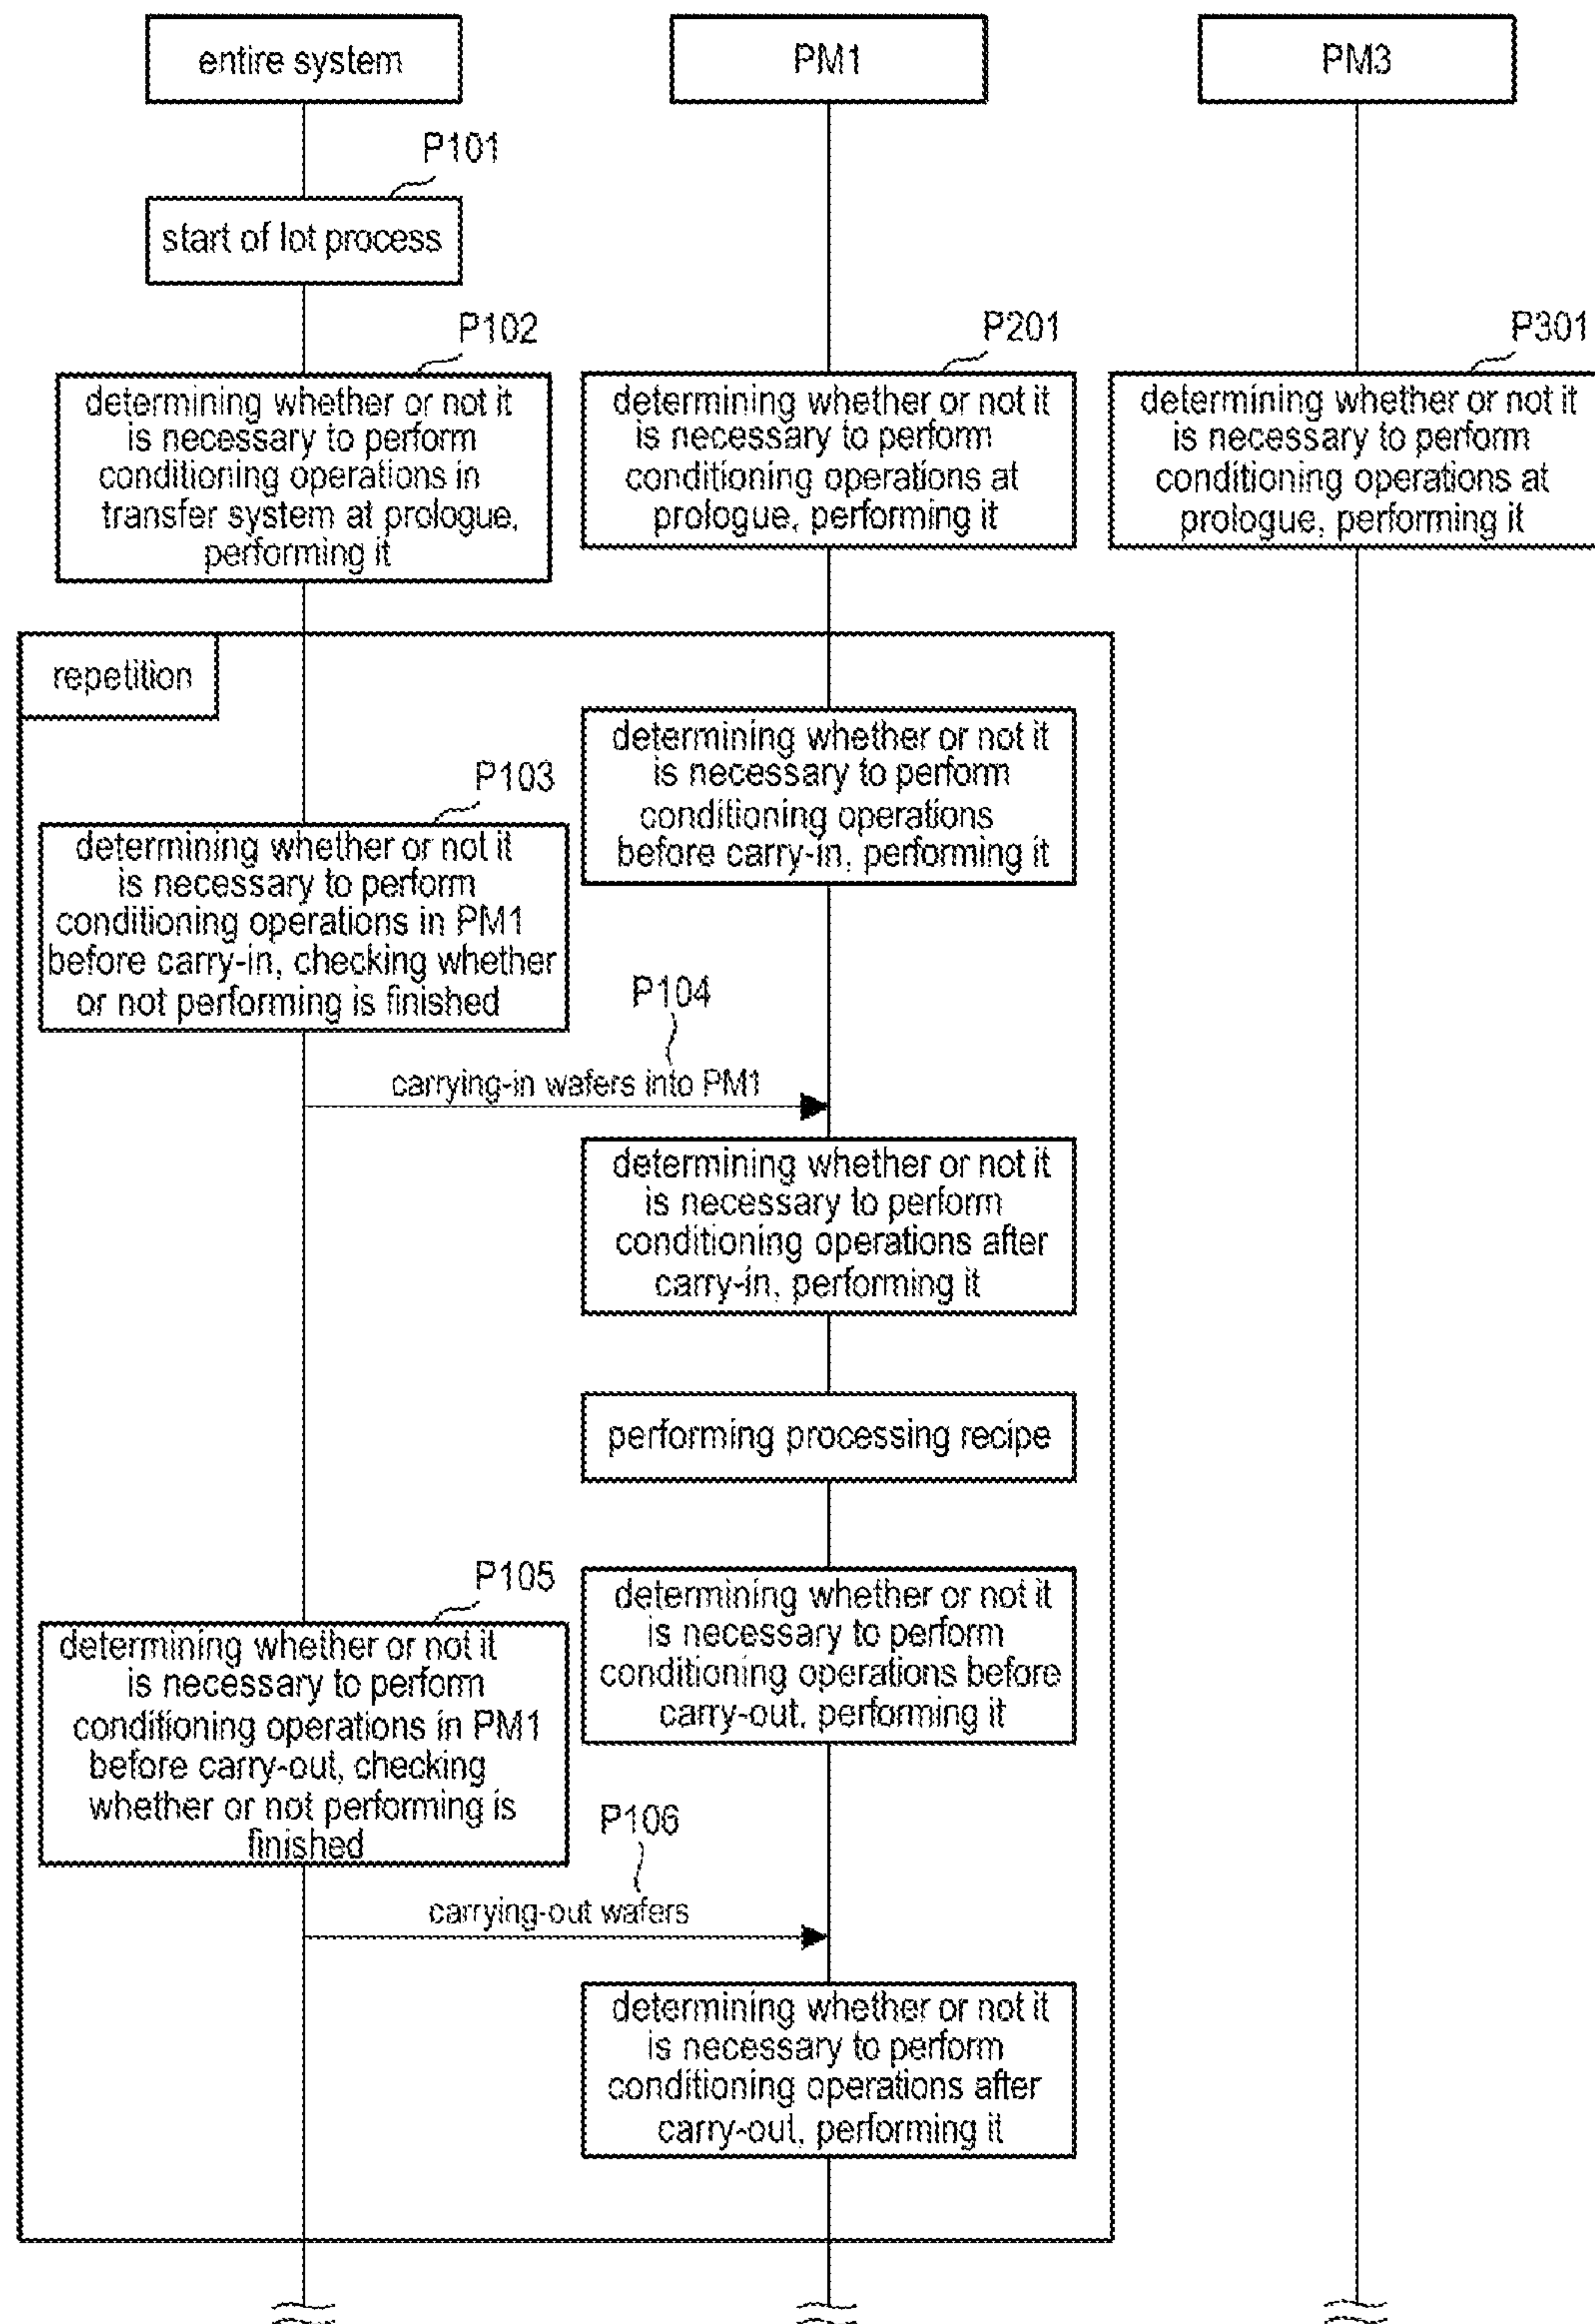 entire system
PM1
PM3
P101
start of lot process
P102
P201
P301
determining whether or not it
is necessary to perform
conditioning operations in
transfer system at prologue,
performing it
determining whether or not it
is necessary to perform
conditioning operations at
prologue, performing it
determining whether or not it
is necessary to perform
conditioning operations at
prologue, performing it
repetition
determining whether or not it
is necessary to perform
conditioning operations
before carry-in, performing it
P103
determining whether or not it
is necessary to perform
conditioning operations in PM1
before carry-in, checking whether
or not performing is finished
P104
carrying-in wafers into PM1
determining whether or not it
is necessary to perform
conditioning operations after
carry-in, performing it
performing processing recipe
P105
determining whether or not it
is necessary to perform
conditioning operations in PM1
before carry-out, checking
whether or not performing is
finished
determining whether or not it
is necessary to perform
conditioning operations before
carry-out, performing it
P106
carrying-out wafers
determining whether or not it
is necessary to perform
conditioning operations after
carry-out, performing it